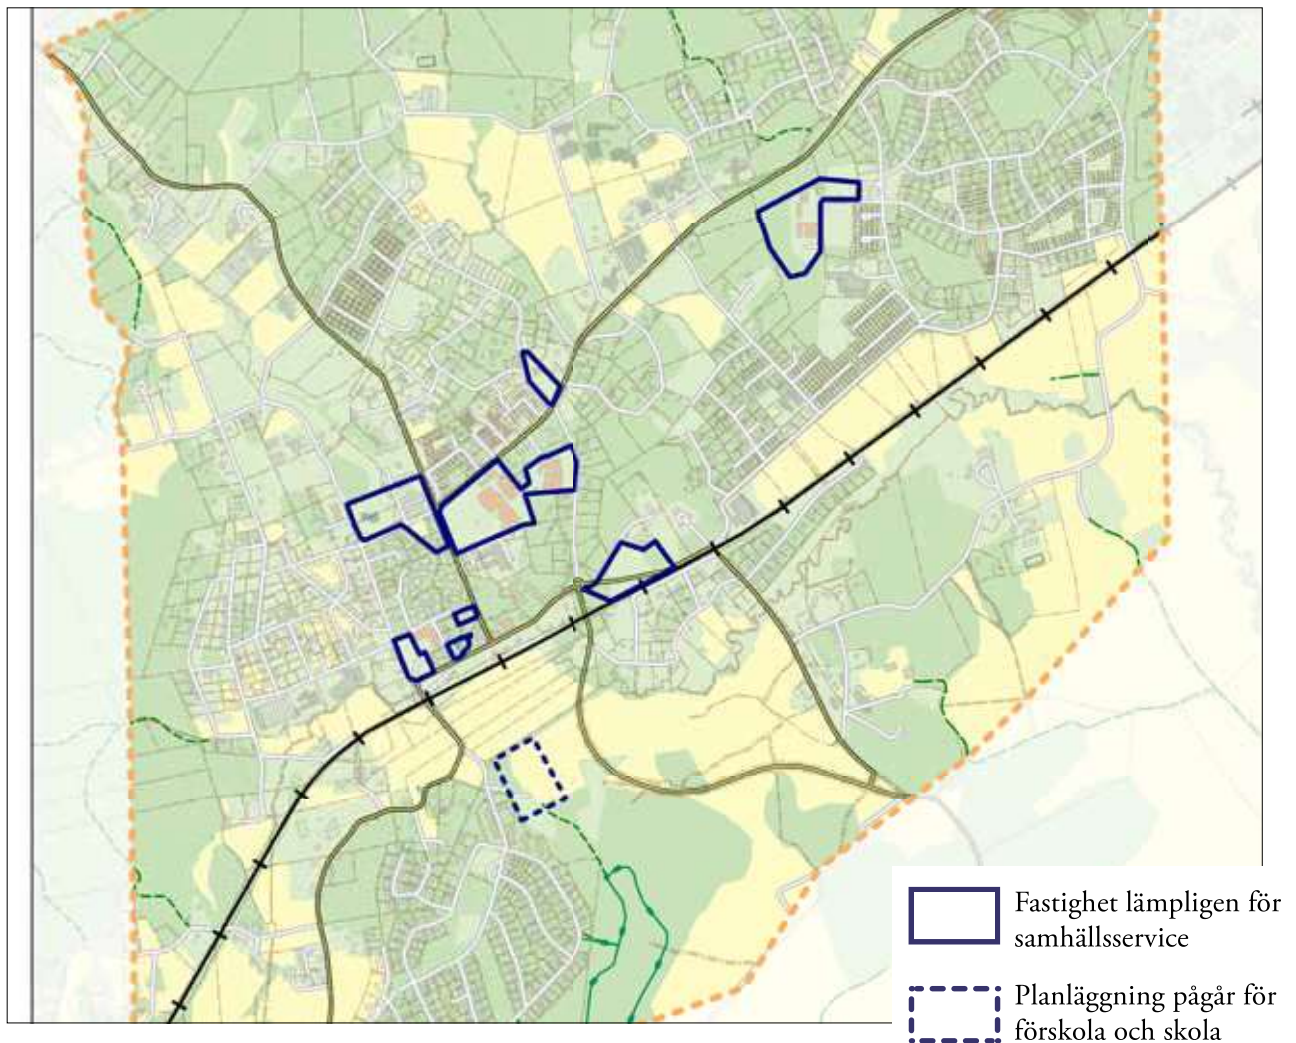 Fastighet lämpligen för
samhällsservice
Planläggning pågår för
förskola och skola